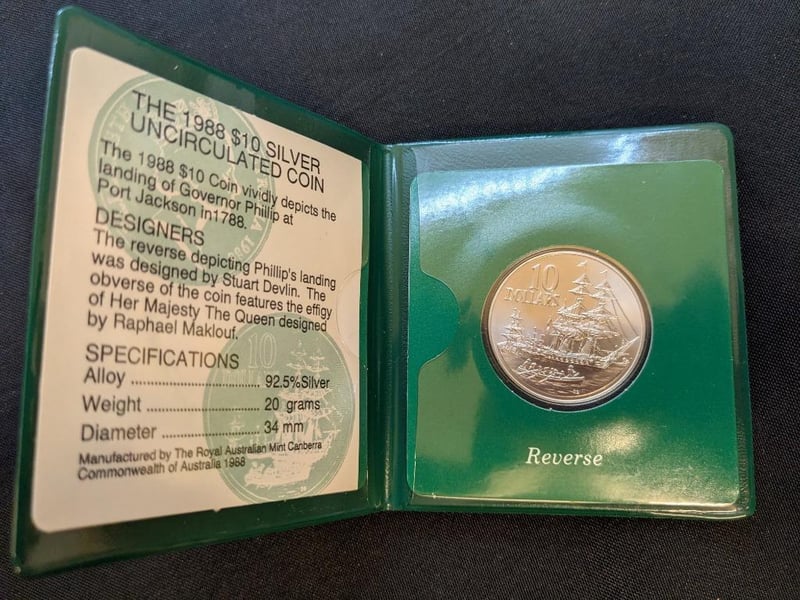 THE 1988 $10 SILVER
UNCIRCULATED COIN
The 1988 $10 Coin vividly depicts the
landing of Governor Phillip at
Port Jackson in1788.
DESIGNERS
The reverse depicting Phillip's landing
was designed by Stuart Devlin. The
obverse of the coin features the effigy
of Her Majesty The Queen designed
by Raphael Maklouf.
SPECIFICATIONS
Alloy ........................ 92.5%Silver
Weight ..................... 20 grams
Diameter .................. 34 mm
Manufactured by The Royal Australian Mint Canberra
Commonwealth of Australia 1988
10
DOLLARS
Reverse